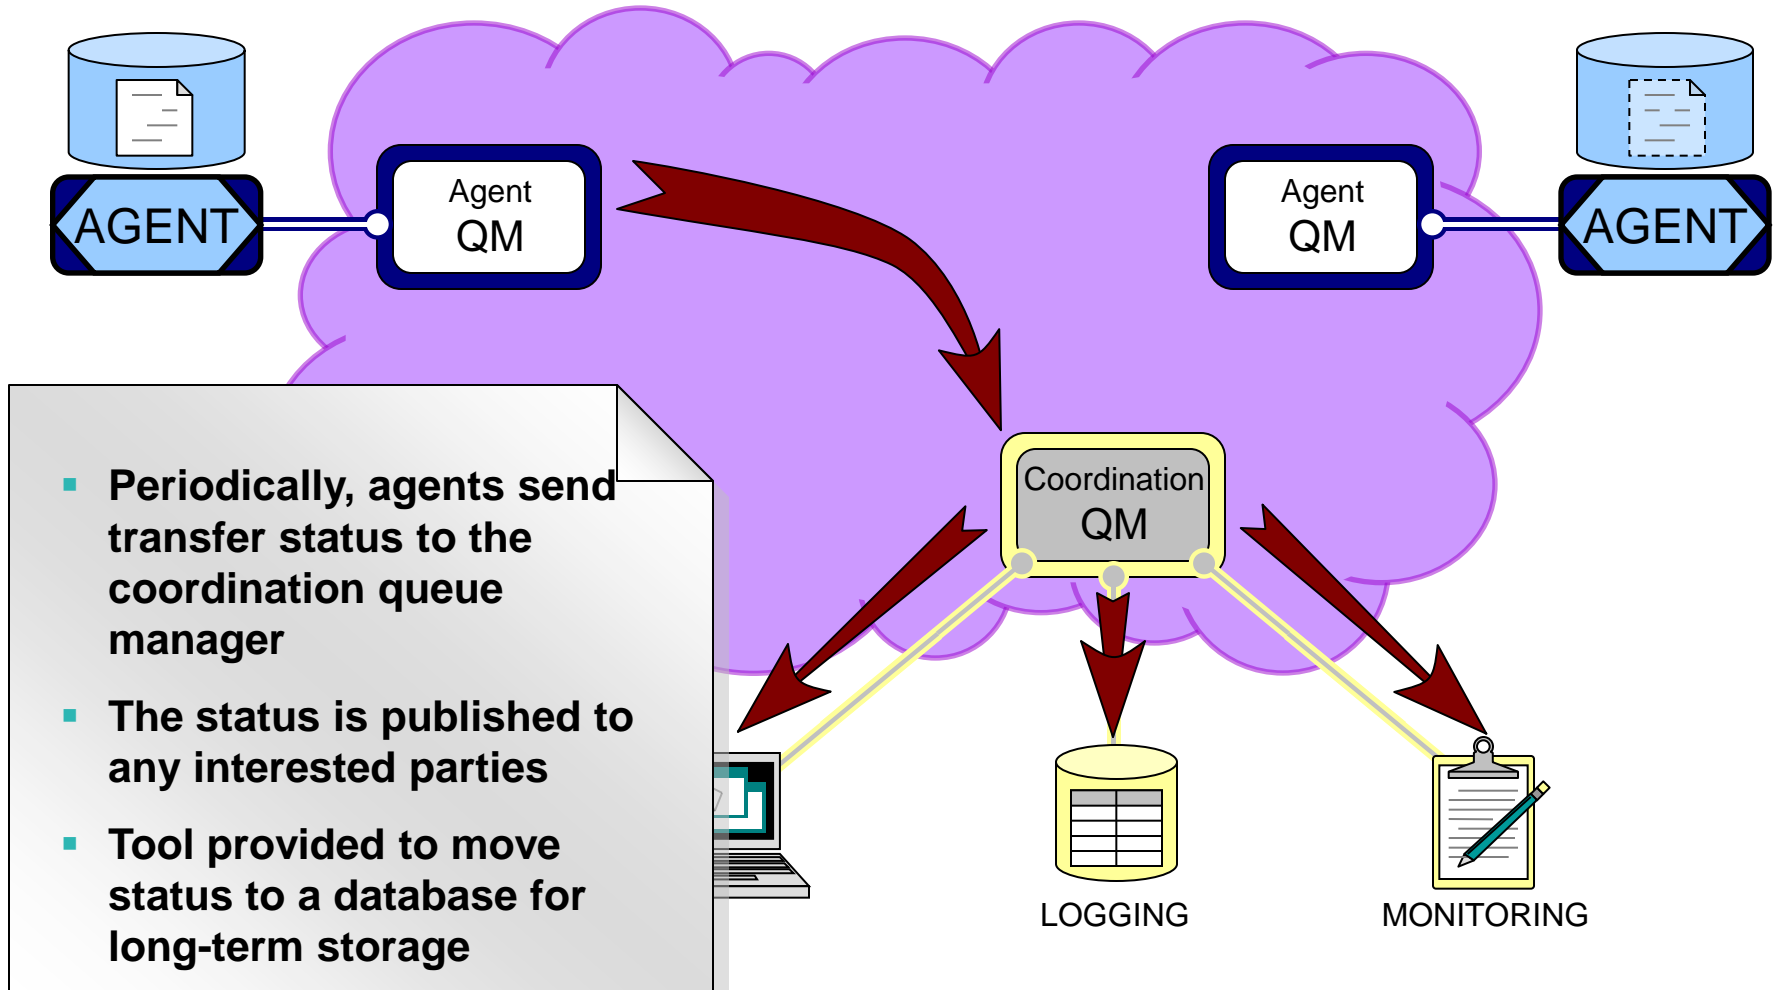 AGENT
Agent
QM
Agent
QM
AGENT
Coordination
QM
▪ Periodically, agents send
transfer status to the
coordination queue
manager
▪ The status is published to
any interested parties
▪ Tool provided to move
status to a database for
long-term storage
LOGGING
MONITORING